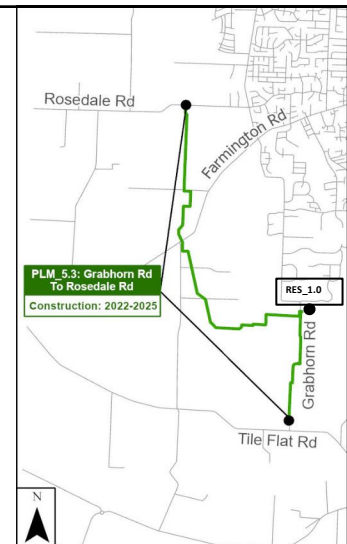 Rosedale Rd
Farmington Rd
PLM_5.3: Grabhorn Rd
To Rosedale Rd
Construction: 2022-2025
RES_1.0
Grabhorn Rd
Tile Flat Rd
N